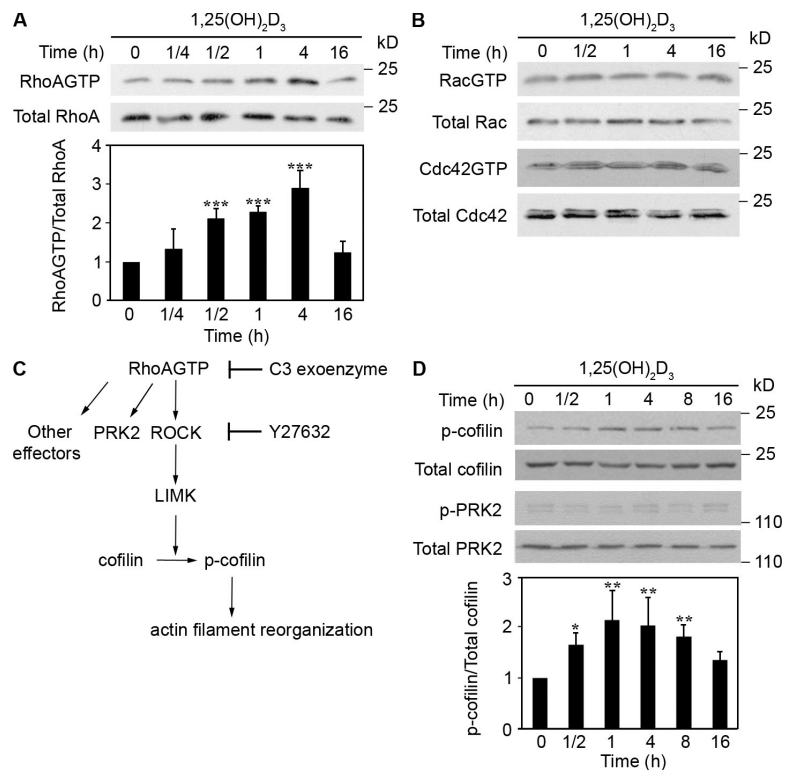 A
1,25(OH)2D3
Time (h) 0 1/4 1/2 1 4 16 kD
RhoAGTP 25
Total RhoA 25
RhoAGTP/Total RhoA
4
3
2
1
0
*** *** ***
0 1/4 1/2 1 4 16
Time (h)
B
1,25(OH)2D3
Time (h) 0 1/2 1 4 16 kD
RacGTP 25
Total Rac
Cdc42GTP 25
Total Cdc42 25
C
RhoAGTP C3 exoenzyme
Other PRK2 ROCK Y27632
effectors
LIMK
cofilin p-cofilin
actin filament reorganization
D
1,25(OH)2D3
Time (h) 0 1/2 1 4 8 16 kD
p-cofilin 25
Total cofilin 25
p-PRK2 110
Total PRK2 110
p-cofilin/Total cofilin
3
2
1
0
* ** ** **
0 1/2 1 4 8 16
Time (h)